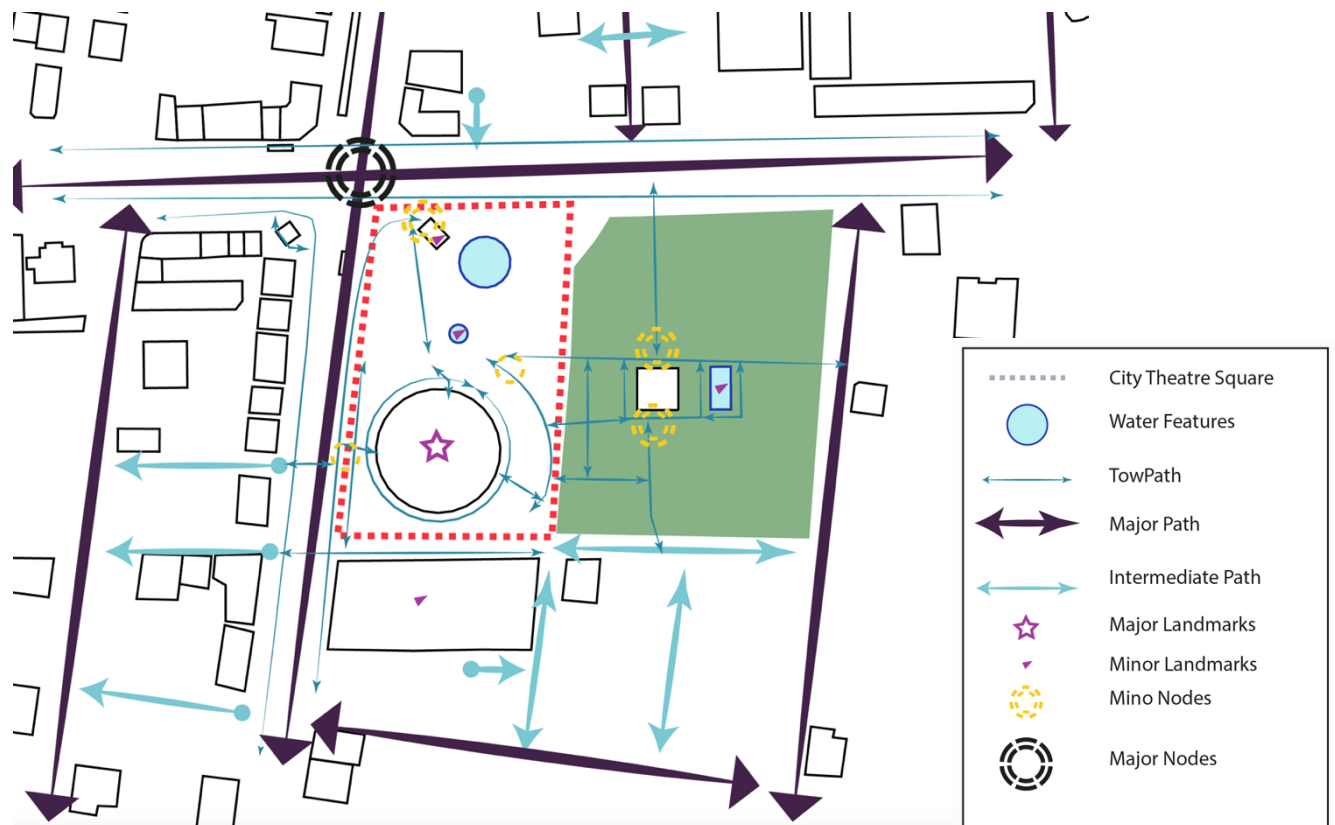 City Theatre Square
Water Features
TowPath
Major Path
Intermediate Path
Major Landmarks
Minor Landmarks
Mino Nodes
Major Nodes